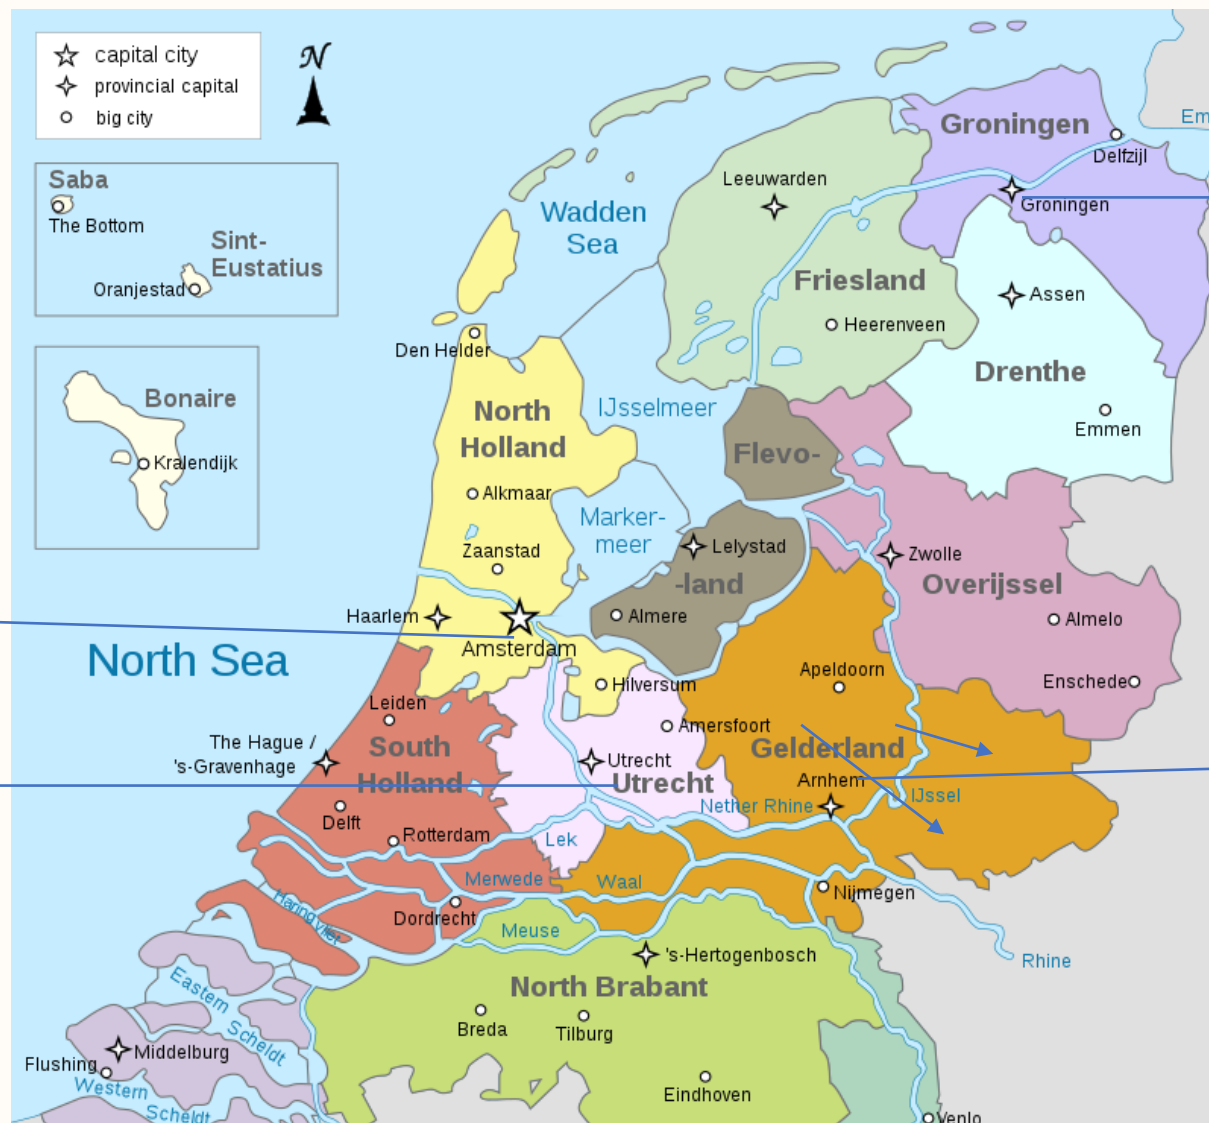 capital city
provincial capital
big city
N
Saba
The Bottom
Sint-
Eustatius
Oranjestad
Bonaire
Kralendijk
Groningen
Em
Delfzijl
Leeuwarden
Groningen
Wadden
Sea
Friesland
Assen
Heerenveen
Den Helder
Drenthe
IJsselmeer
North
Holland
Emmen
Flevo-
Alkmaar
Marker-
meer
Zaanstad
Lelystad
Zwolle
-land
Overijssel
Haarlem
Almere
Almelo
Amsterdam
North Sea
Apeldoorn
Hilversum
Enschede
Leiden
Amersfoort
The Hague /
's-Gravenhage
South
Holland
Gelderland
Utrecht
Utrecht
Arnhem
Nether Rhine
IJssel
Delft
Rotterdam
Lek
Merwede
Waal
Nijmegen
Haringvliet
Dordrecht
Meuse
's-Hertogenbosch
Rhine
Eastern
Scheldt
North Brabant
Breda
Tilburg
Middelburg
Flushing
Western
Scheldt
Eindhoven
Venlo